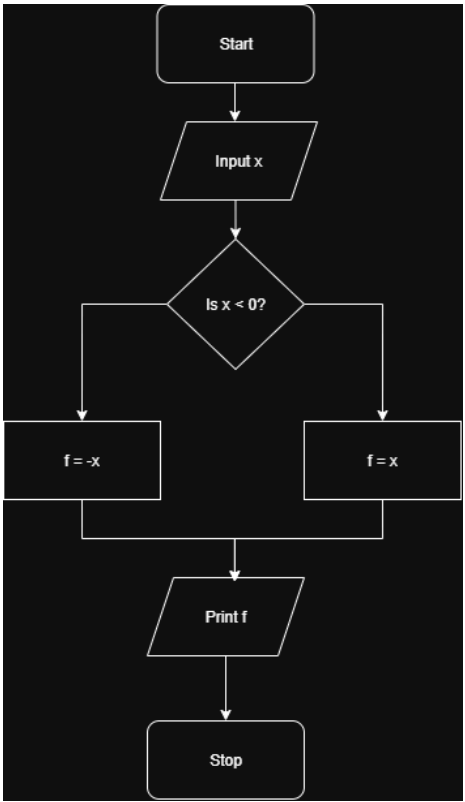 Start
Input x
Is x < 0?
f = -x
f = x
Print f
Stop